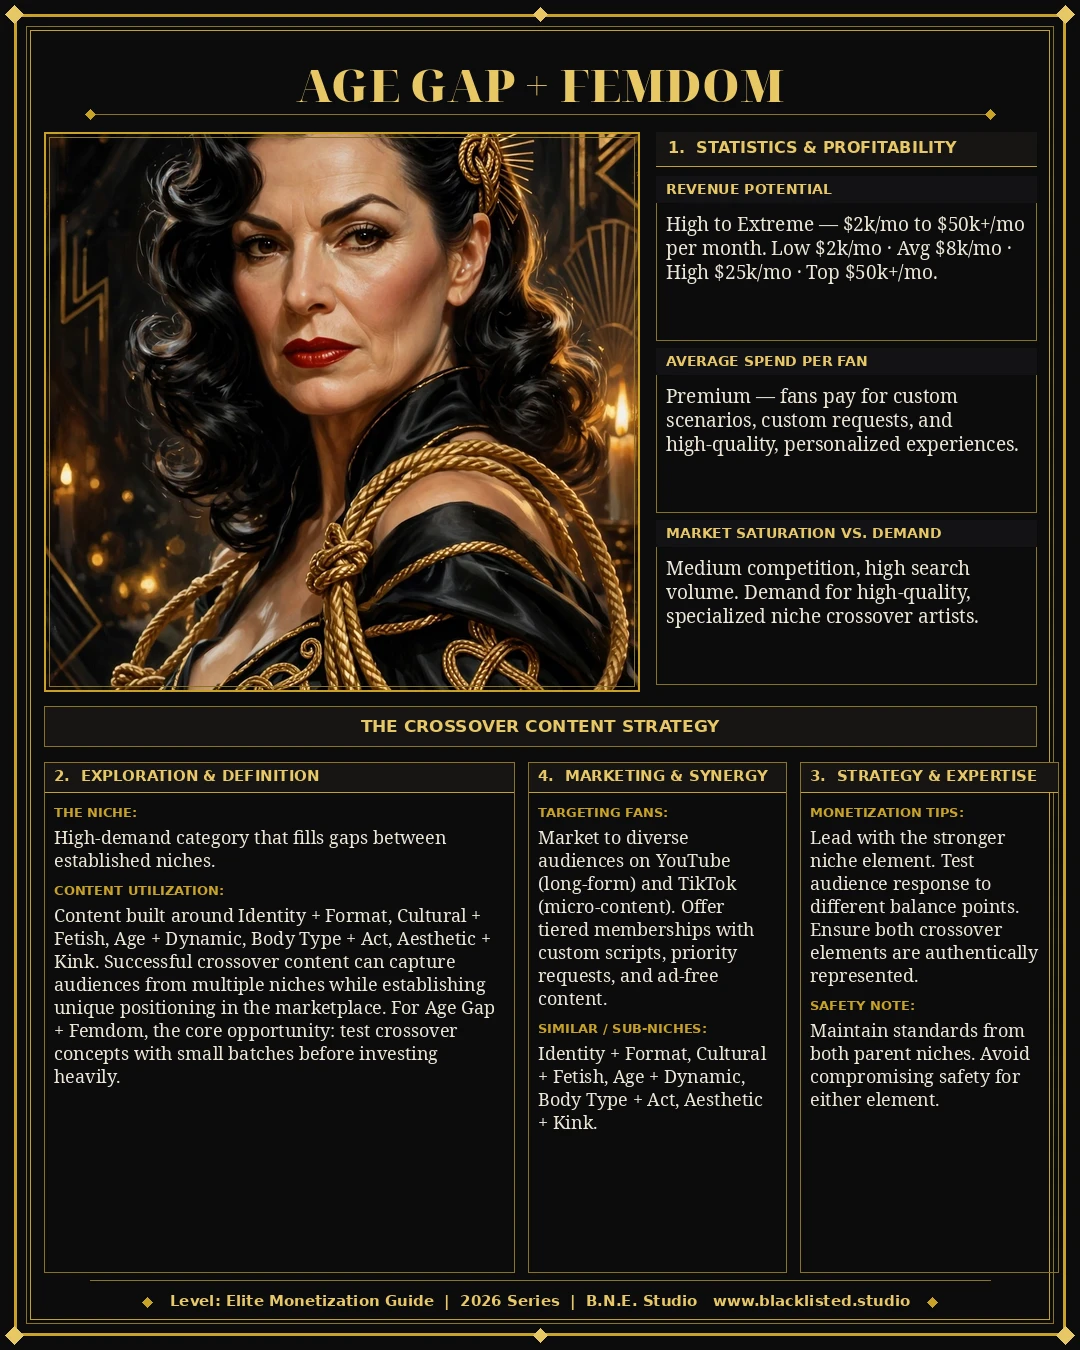 AGE GAP + FEMDOM
1. STATISTICS & PROFITABILITY
REVENUE POTENTIAL
High to Extreme — $2k/mo to $50k+/mo
per month. Low $2k/mo · Avg $8k/mo ·
High $25k/mo · Top $50k+/mo.
AVERAGE SPEND PER FAN
Premium — fans pay for custom
scenarios, custom requests, and
high-quality, personalized experiences.
MARKET SATURATION VS. DEMAND
Medium competition, high search
volume. Demand for high-quality,
specialized niche crossover artists.
THE CROSSOVER CONTENT STRATEGY
2. EXPLORATION & DEFINITION
THE NICHE:
High-demand category that fills gaps between
established niches.
CONTENT UTILIZATION:
Content built around Identity + Format, Cultural +
Fetish, Age + Dynamic, Body Type + Act, Aesthetic +
Kink. Successful crossover content can capture
audiences from multiple niches while establishing
unique positioning in the marketplace. For Age Gap
+ Femdom, the core opportunity: test crossover
concepts with small batches before investing
heavily.
4. MARKETING & SYNERGY
TARGETING FANS:
Market to diverse
audiences on YouTube
(long-form) and TikTok
(micro-content). Offer
tiered memberships with
custom scripts, priority
requests, and ad-free
content.
SIMILAR / SUB-NICHES:
Identity + Format, Cultural
+ Fetish, Age + Dynamic,
Body Type + Act, Aesthetic
+ Kink.
3. STRATEGY & EXPERTISE
MONETIZATION TIPS:
Lead with the stronger
niche element. Test
audience response to
different balance points.
Ensure both crossover
elements are authentically
represented.
SAFETY NOTE:
Maintain standards from
both parent niches. Avoid
compromising safety for
either element.
Level: Elite Monetization Guide | 2026 Series | B.N.E. Studio www.blacklisted.studio